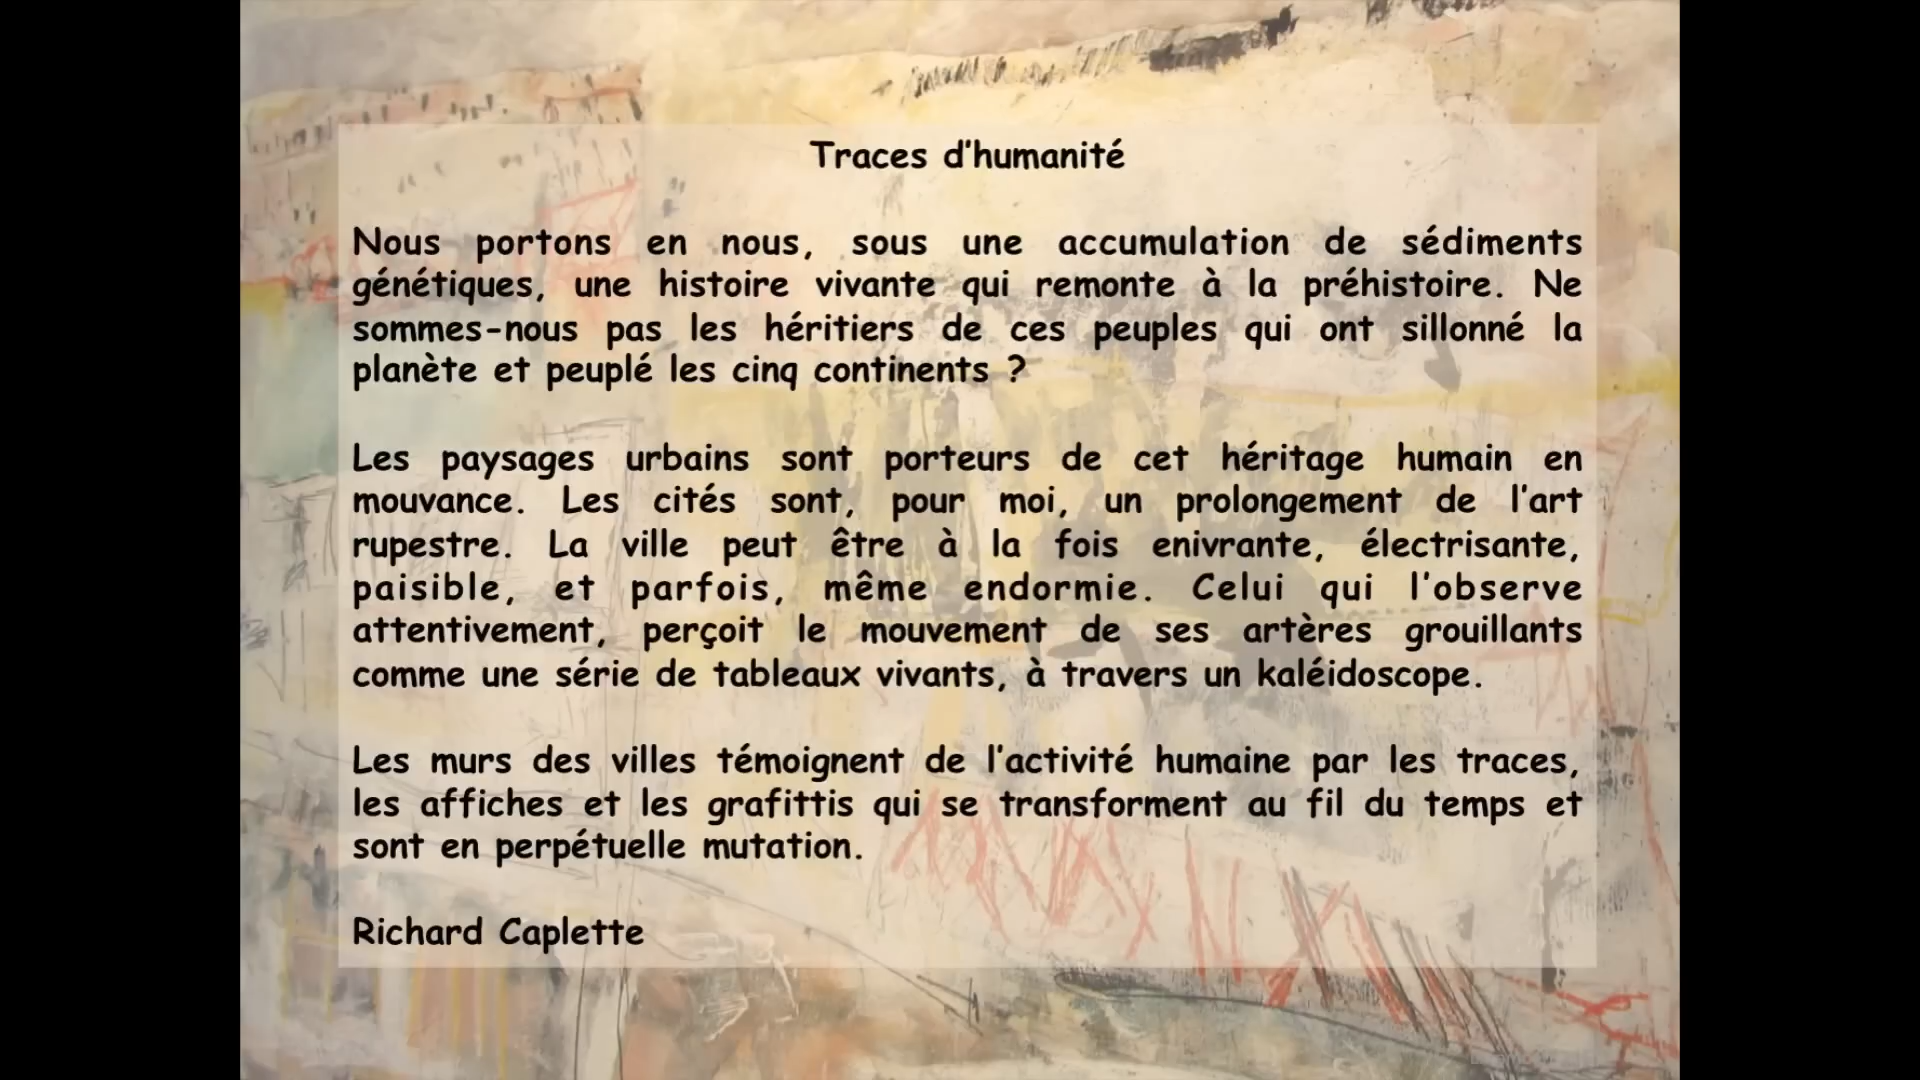 Traces d'humanité
Nous portons en nous, sous une accumulation de sédiments
génétiques, une histoire vivante qui remonte à la préhistoire. Ne
sommes-nous pas les héritiers de ces peuples qui ont sillonné la
planète et peuplé les cinq continents ?
Les paysages urbains sont porteurs de cet héritage humain en
mouvance. Les cités sont, pour moi, un prolongement de l'art
rupestre. La ville peut être à la fois enivrante, électrisante,
paisible, et parfois, même endormie. Celui qui l'observe
attentivement, perçoit le mouvement de ses artères grouillants
comme une série de tableaux vivants, à travers un kaléidoscope.
Les murs des villes témoignent de l'activité humaine par les traces,
les affiches et les grafittis qui se transforment au fil du temps et
sont en perpétuelle mutation.
Richard Caplette